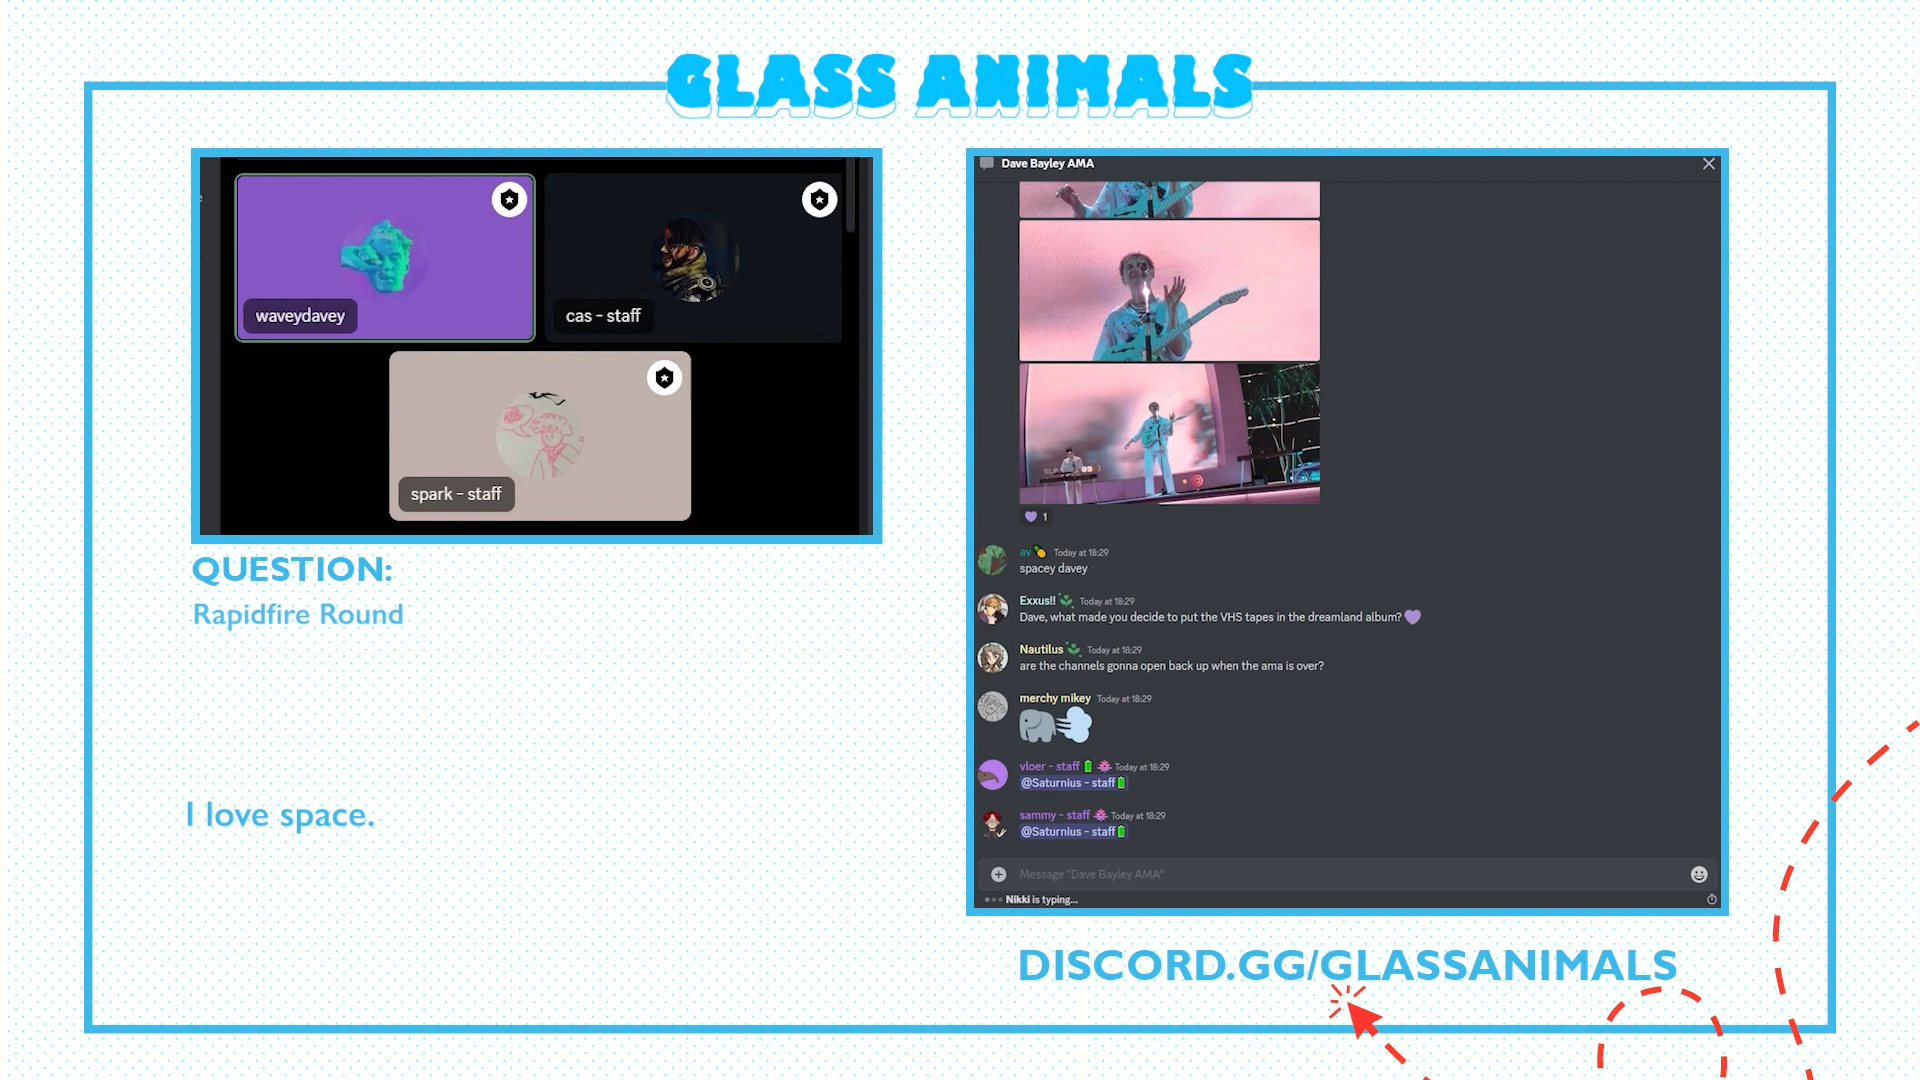 GLASS ANIMALS
waveydavey
cas - staff
spark - staff
QUESTION:
Rapidfire Round
I love space.
Dave Bayley AMA
1
av Today at 18:29
spacey davey
Exxus!! Today at 18:29
Dave, what made you decide to put the VHS tapes in the dreamland album?
Nautilus Today at 18:29
are the channels gonna open back up when the ama is over?
merchy mikey Today at 18:29
vloer - staff Today at 18:29
@Saturnius - staff
sammy - staff Today at 18:29
@Saturnius - staff
Message "Dave Bayley AMA"
Nikki is typing...
DISCORD.GG/GLASSANIMALS